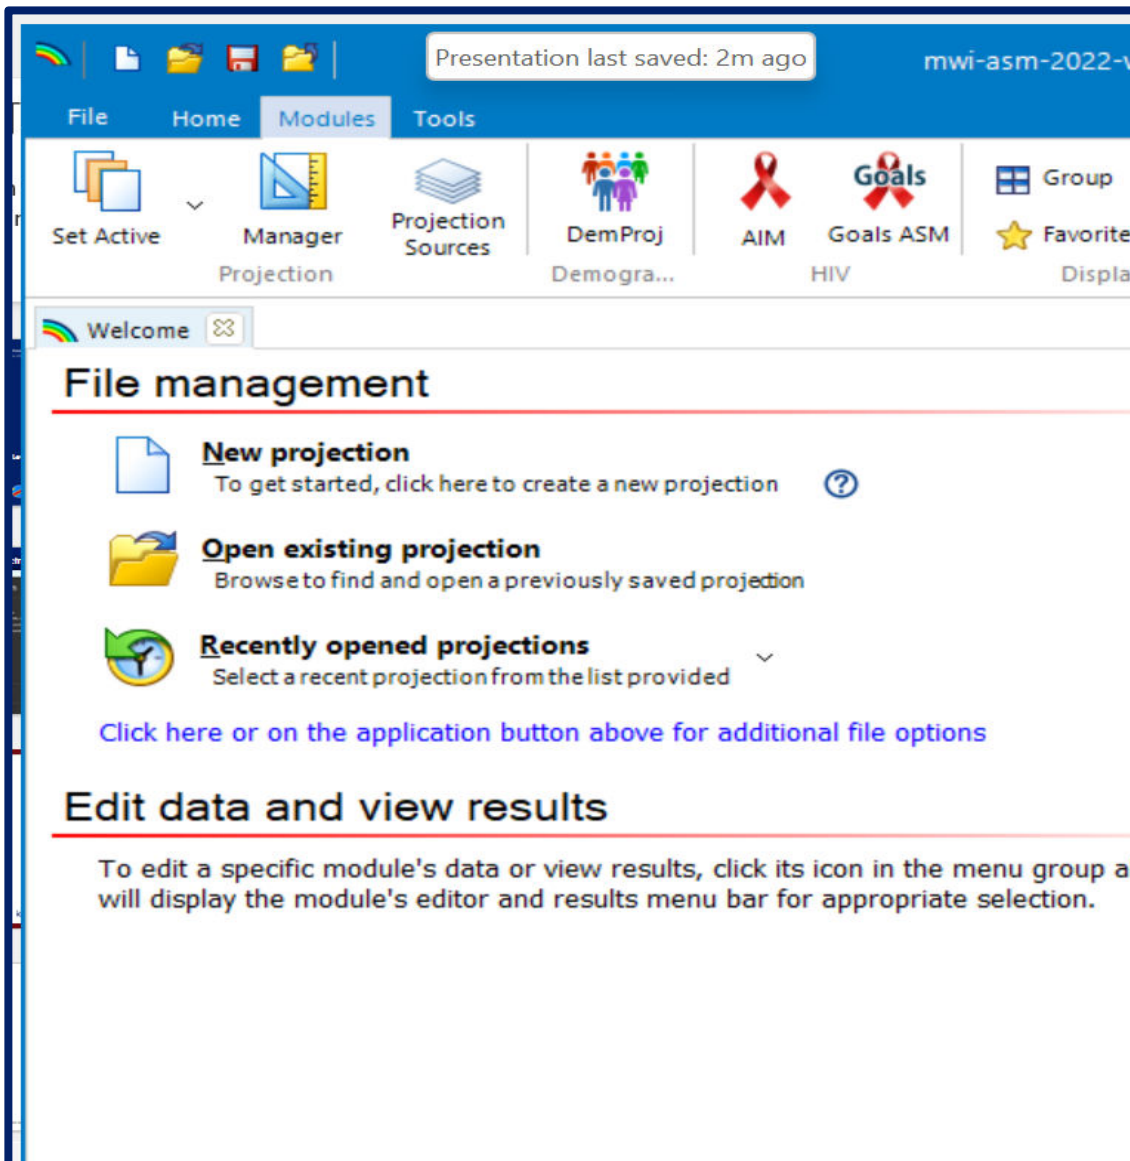 Presentation last saved: 2m ago
mwi-asm-2022-v
File Home Modules Tools
Set Active
Manager
Projection Sources
DemProj
AIM
Goals
Goals ASM
Group
Favorite
Projection
Demogra...
HIV
Displa
Welcome
File management
New projection
To get started, click here to create a new projection
Open existing projection
Browse to find and open a previously saved projection
Recently opened projections
Select a recent projection from the list provided
Click here or on the application button above for additional file options
Edit data and view results
To edit a specific module's data or view results, click its icon in the menu group a
will display the module's editor and results menu bar for appropriate selection.